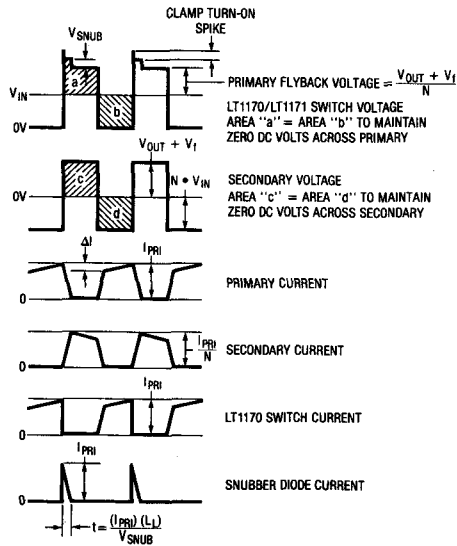 CLAMP TURN-ON
SPIKE
VSNUB
a
PRIMARY FLYBACK VOLTAGE = VOUT + Vf
N
VIN
LT1170/LT1171 SWITCH VOLTAGE
b
AREA "a" = AREA "b" TO MAINTAIN
0V
ZERO DC VOLTS ACROSS PRIMARY
VOUT + Vf
c
N • VIN
SECONDARY VOLTAGE
AREA "c" = AREA "d" TO MAINTAIN
0V
d
ZERO DC VOLTS ACROSS SECONDARY
ΔI
IPRI
PRIMARY CURRENT
0
IPRI
N
SECONDARY CURRENT
0
IPRI
LT1170 SWITCH CURRENT
0
IPRI
SNUBBER DIODE CURRENT
0
t = (IPRI) (LL)
VSNUB